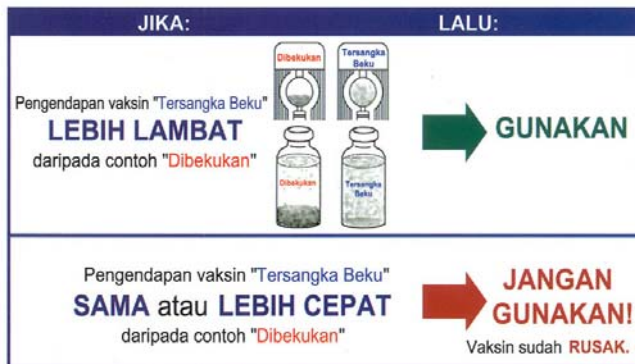 JIKA:
LALU:
Pengendapan vaksin "Tersangka Beku"
LEBIH LAMBAT
daripada contoh "Dibekukan"
Dibekukan
Tersangka
Beku
Dibekukan
Tersangka
Beku
GUNAKAN
Pengendapan vaksin "Tersangka Beku"
SAMA atau LEBIH CEPAT
daripada contoh "Dibekukan"
JANGAN
GUNAKAN!
Vaksin sudah RUSAK.